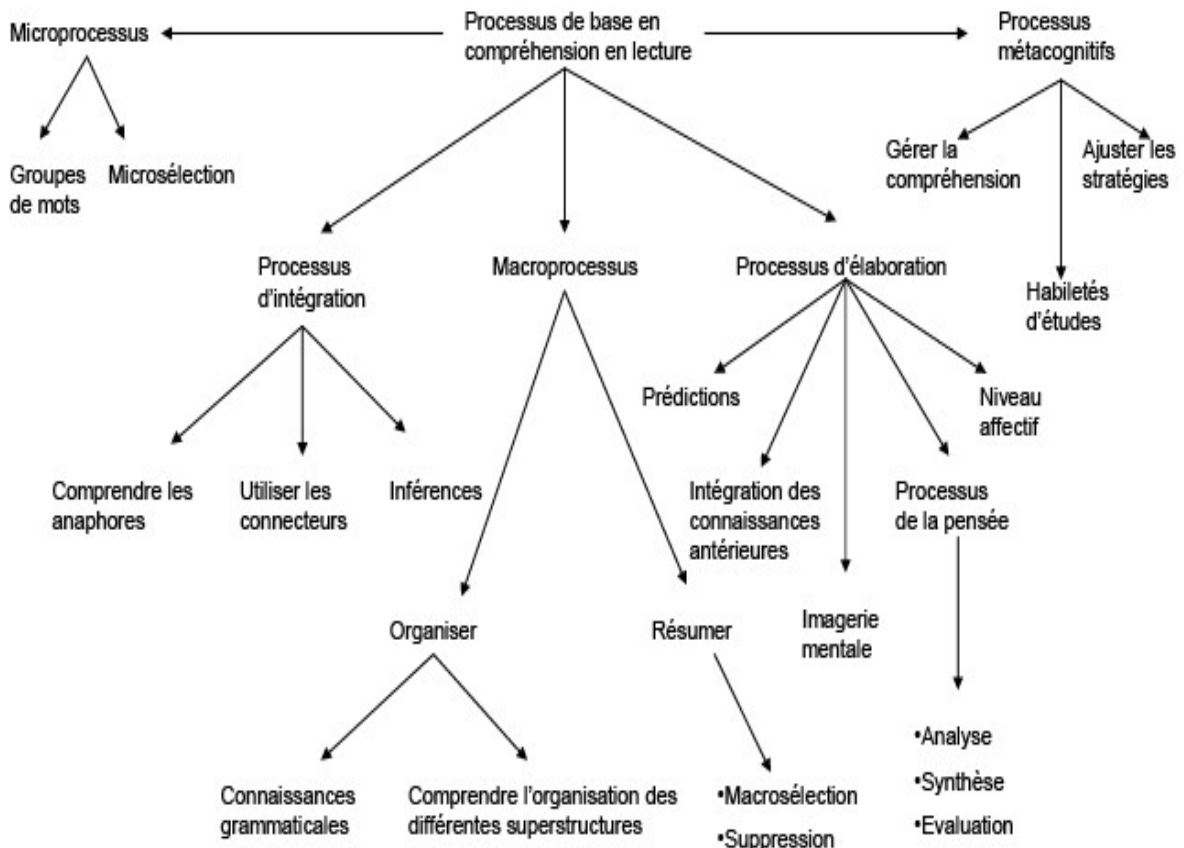 Microprocessus
Processus de base en
compréhension en lecture
Processus
métacognitifs
Groupes
de mots
Microsélection
Gérer la
compréhension
Ajuster les
stratégies
Habiletés
d'études
Processus
d'intégration
Macroprocessus
Processus d'élaboration
Prédictions
Niveau
affectif
Comprendre les
anaphores
Utiliser les
connecteurs
Inférences
Intégration des
connaissances
antérieures
Processus
de la pensée
Imagerie
mentale
Organiser
Résumer
Connaissances
grammaticales
Comprendre l'organisation des
différentes superstructures
•Macrosélection
•Suppression
•Analyse
•Synthèse
•Evaluation